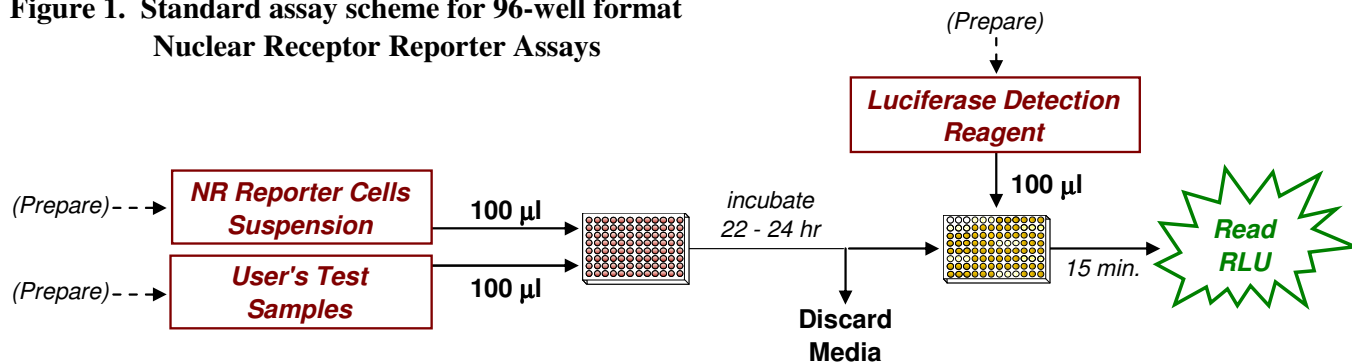 Figure 1. Standard assay scheme for 96-well format
Nuclear Receptor Reporter Assays
(Prepare)
Luciferase Detection
Reagent
100 µl
(Prepare)
NR Reporter Cells
Suspension
100 µl
(Prepare)
User's Test
Samples
100 µl
incubate
22 - 24 hr
Discard
Media
15 min.
Read
RLU